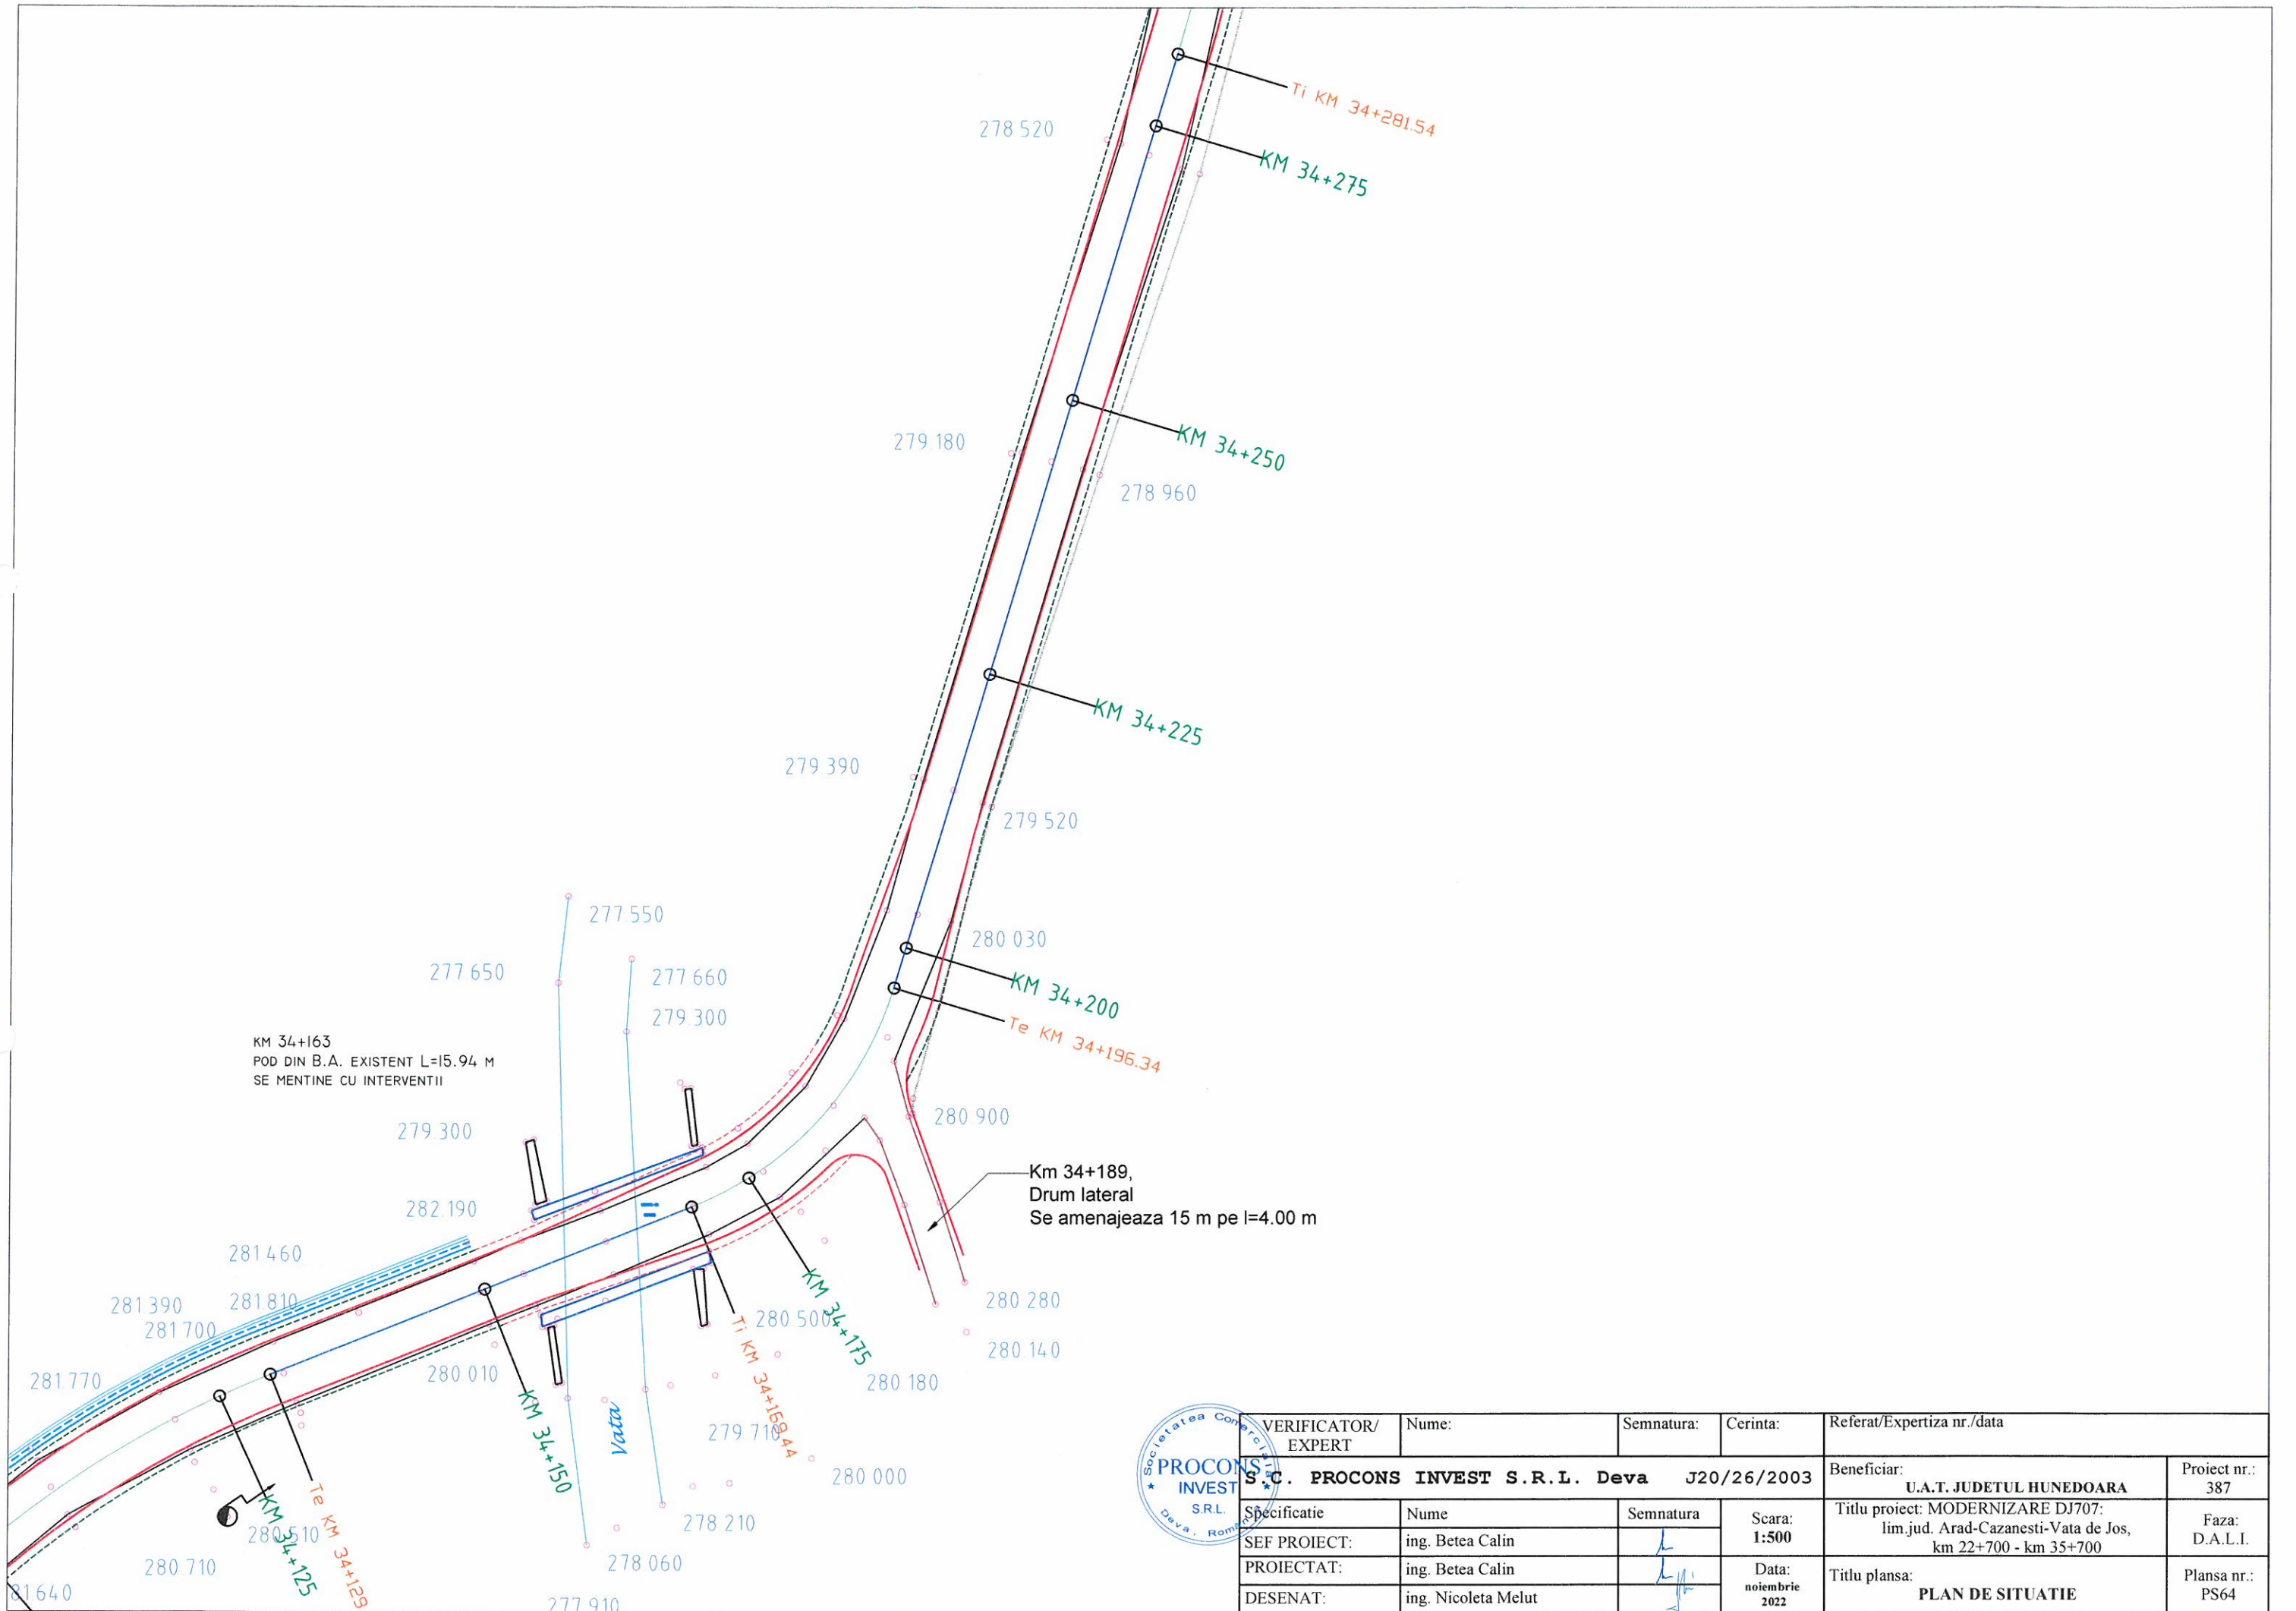 Ti KM 34+281.54
278 520
KM 34+275
279.180
KM 34+250
278 960
KM 34+225
279 390
279 520
277.550
280 030
277 650
277 660
KM 34+200
279.300
Te KM 34+196.34
KM 34+163
POD DIN B.A. EXISTENT L=15.94 M
SE MENTINE CU INTERVENTII
279.300
280.900
Km 34+189,
Drum lateral
Se amenajeaza 15 m pe l=4.00 m
282.190
281.460
281.390
281.810
281 700
280 500
280 280
280 140
KM 34+175
281.770
280 010
280 180
Ti KM 34+169.44
KM 34+150
Vata
279 710
280 000
278 210
Te KM 34+129
KM 34+125
280 510
280 710
278 060
81640
277 910
Societatea Comerciala
PROCONS
INVEST
S.R.L.
Deva. România
VERIFICATOR/
EXPERT
Nume:
Semnatura:
Cerinta:
Referat/Expertiza nr./data
S.C. PROCONS INVEST S.R.L. Deva J20/26/2003
Beneficiar:
U.A.T. JUDETUL HUNEDOARA
Proiect nr.:
387
Specificatie
Nume
Semnatura
Scara:
1:500
Titlu proiect: MODERNIZARE DJ707:
lim.jud. Arad-Cazanesti-Vata de Jos,
km 22+700 - km 35+700
Faza:
D.A.L.I.
SEF PROIECT:
ing. Betea Calin
PROIECTAT:
ing. Betea Calin
Data:
noiembrie
2022
Titlu plansa:
PLAN DE SITUATIE
Plansa nr.:
PS64
DESENAT:
ing. Nicoleta Melut